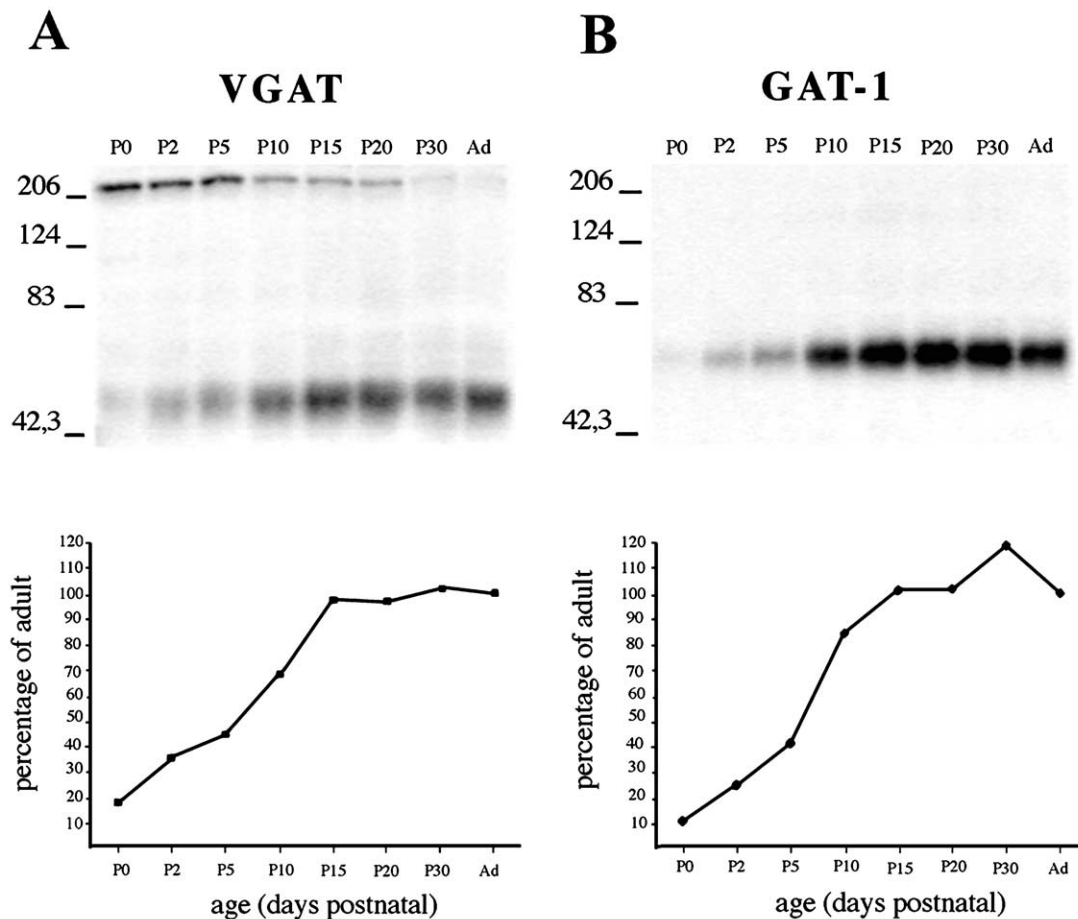 A
B
VGAT
GAT-1
P0 P2 P5 P10 P15 P20 P30 Ad
P0 P2 P5 P10 P15 P20 P30 Ad
206
124
83
42,3
206
124
83
42,3
percentage of adult
120
110
100
90
80
70
60
50
40
30
20
10
P0 P2 P5 P10 P15 P20 P30 Ad
age (days postnatal)
percentage of adult
120
110
100
90
80
70
60
50
40
30
20
10
P0 P2 P5 P10 P15 P20 P30 Ad
age (days postnatal)